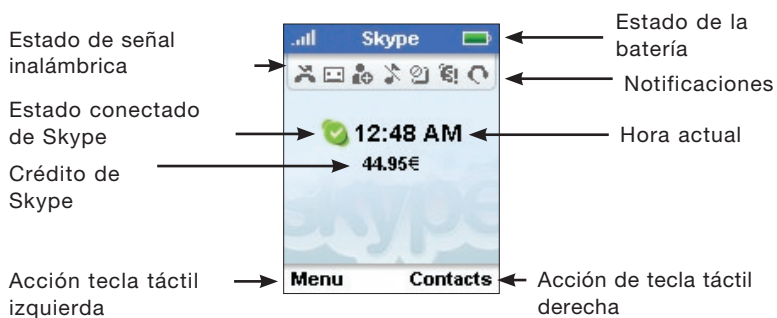 Estado de señal
inalámbrica
Estado conectado
de Skype
Crédito de
Skype
Acción tecla táctil
izquierda
Skype
12:48 AM
44.95€
skype
Menu Contacts
Estado de la
batería
Notificaciones
Hora actual
Acción de tecla táctil
derecha